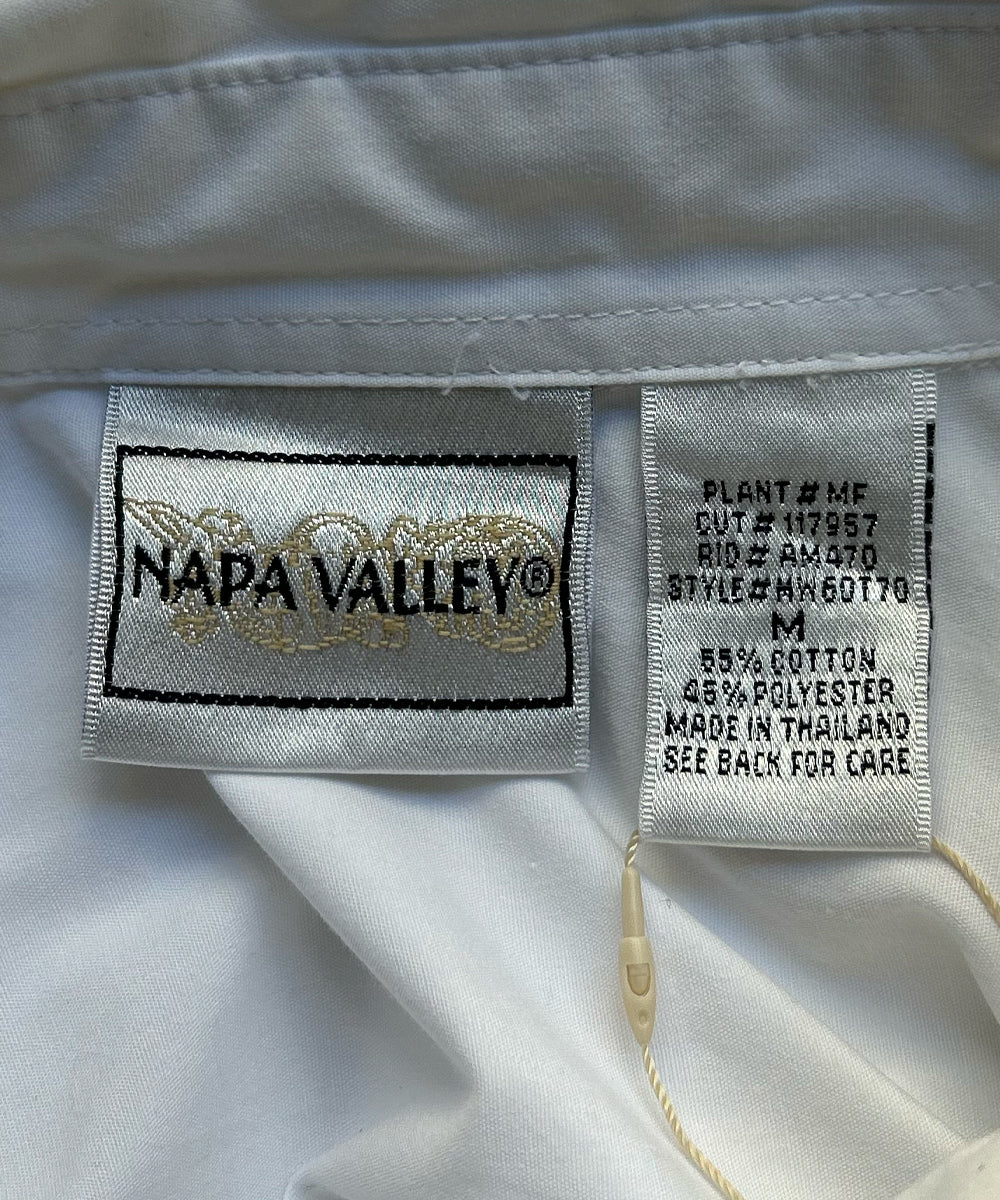 NAPA VALLEY®
PLANT # MF
CUT # 117957
RID # AM470
STYLE# HW60T70
M
55% COTTON
45% POLYESTER
MADE IN THAILAND
SEE BACK FOR CARE